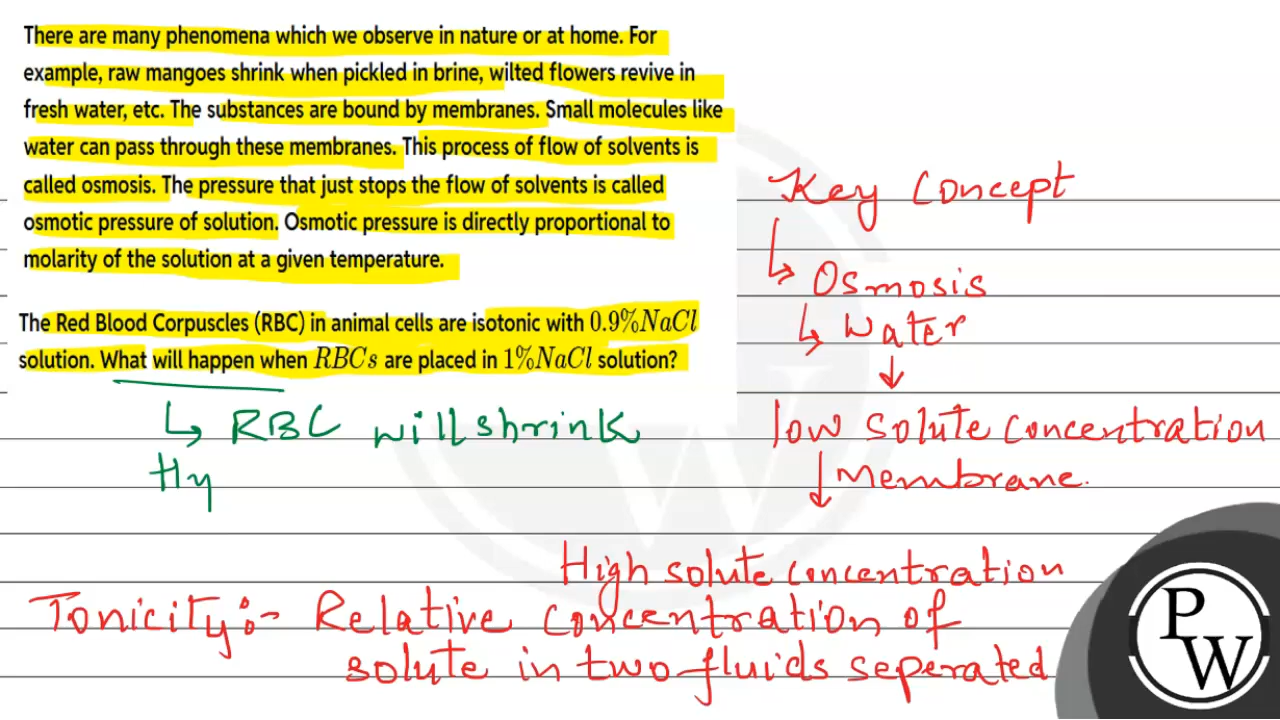 There are many phenomena which we observe in nature or at home. For
example, raw mangoes shrink when pickled in brine, wilted flowers revive in
fresh water, etc. The substances are bound by membranes. Small molecules like
water can pass through these membranes. This process of flow of solvents is
called osmosis. The pressure that just stops the flow of solvents is called
osmotic pressure of solution. Osmotic pressure is directly proportional to
molarity of the solution at a given temperature.
The Red Blood Corpuscles (RBC) in animal cells are isotonic with 0.9%NaCl
solution. What will happen when RBCs are placed in 1%NaCl solution?
↳ RBC will shrink
Hy
Key Concept
↳ Osmosis
↳ Water
↓
low solute concentration
↓ Membrane.
High solute concentration
Tonicity:- Relative concentration of
solute in two fluids seperated
P
W